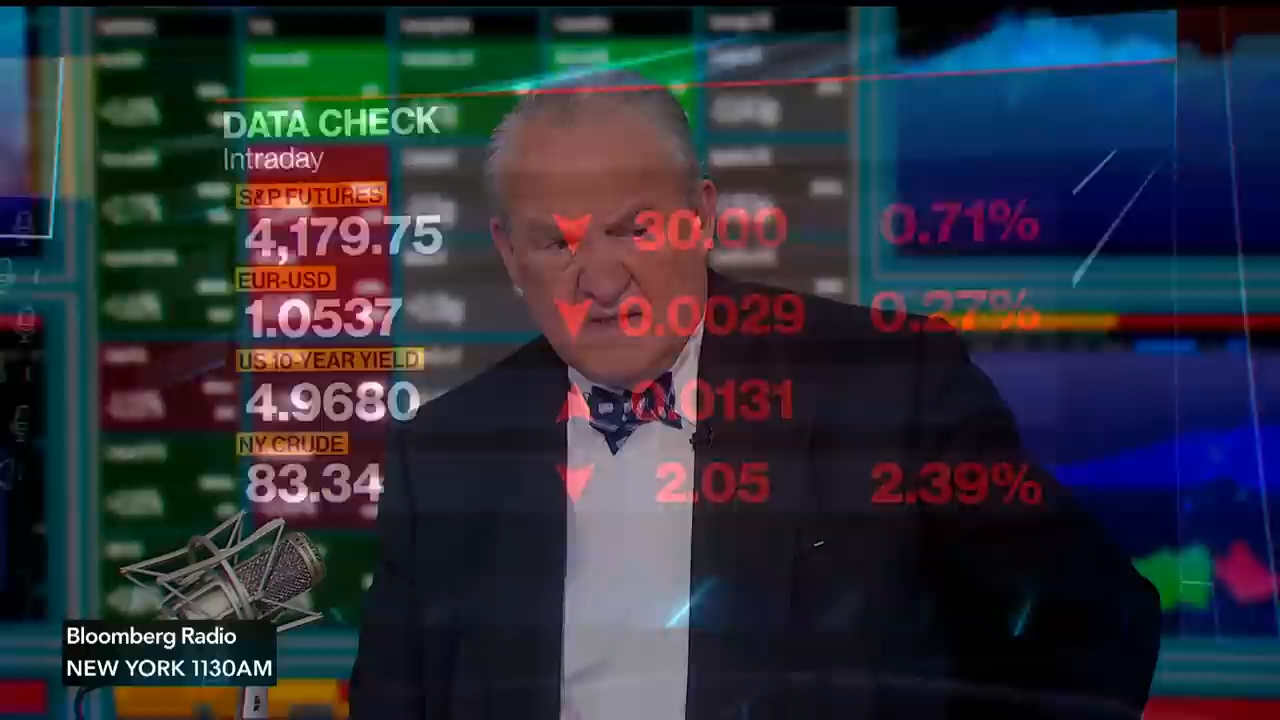 DATA CHECK
Intraday
S&P FUTURES
4,179.75 ▼ 30.00 0.71%
EUR-USD
1.0537 ▼ 0.0029 0.27%
US 10-YEAR YIELD
4.9680 ▲ 0.0131
NY CRUDE
83.34 ▼ 2.05 2.39%
Bloomberg Radio
NEW YORK 1130AM